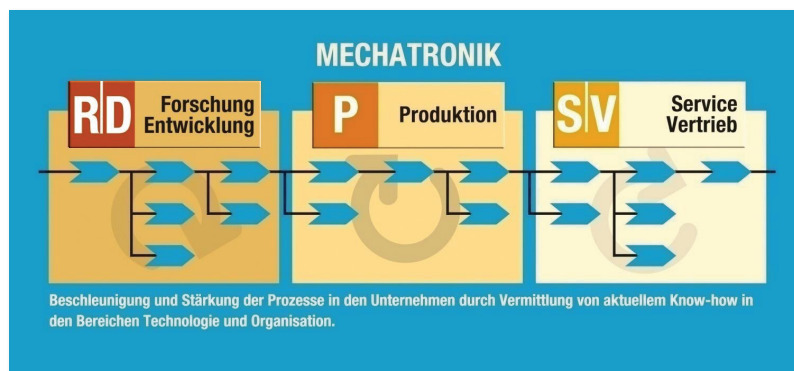 MECHATRONIK
R|D
Forschung
Entwicklung
P
Produktion
S|V
Service
Vertrieb
Beschleunigung und Stärkung der Prozesse in den Unternehmen durch Vermittlung von aktuellem Know-how in
den Bereichen Technologie und Organisation.